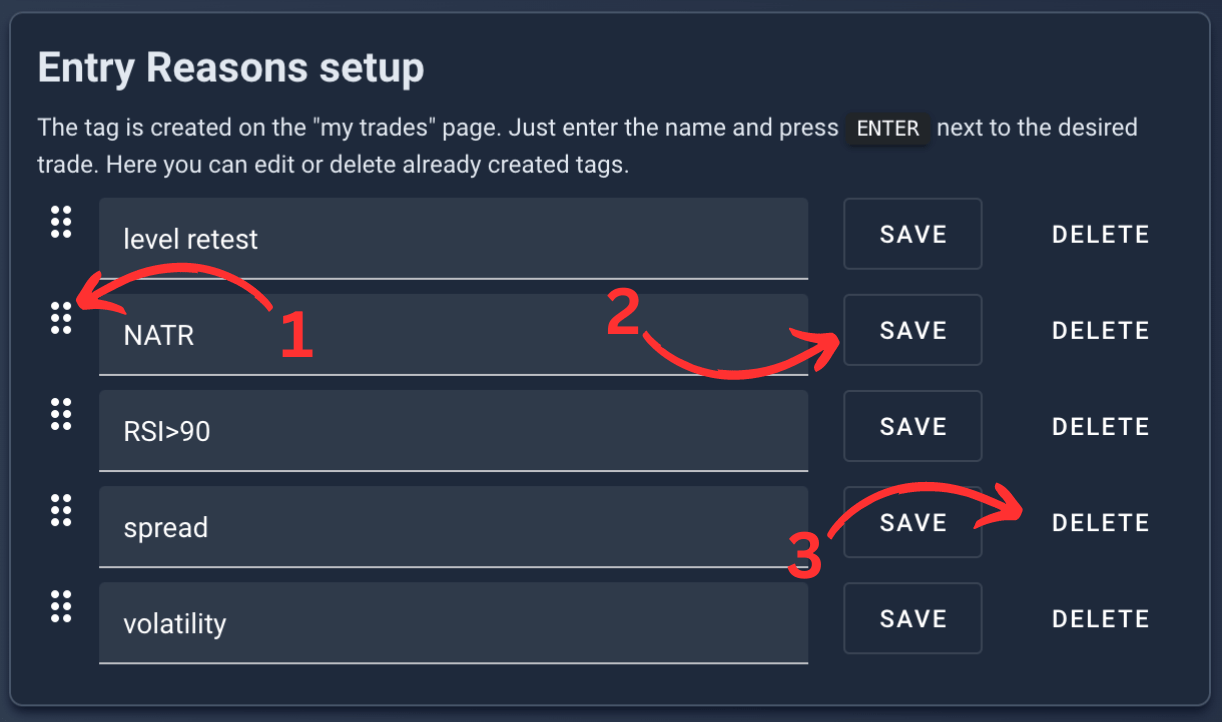 Entry Reasons setup
The tag is created on the "my trades" page. Just enter the name and press ENTER next to the desired
trade. Here you can edit or delete already created tags.
level retest SAVE DELETE
1
NATR 2 SAVE DELETE
RSI>90 SAVE DELETE
spread SAVE DELETE
3
volatility SAVE DELETE